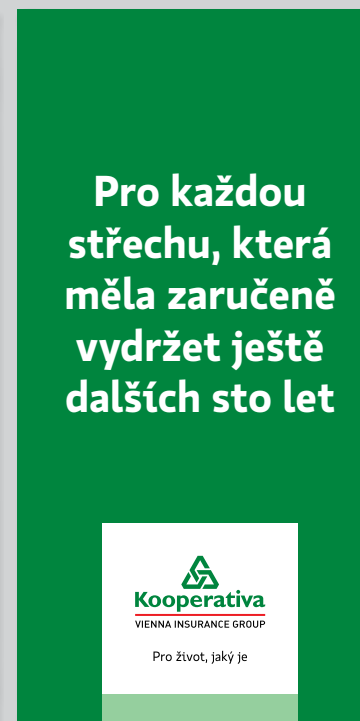 Pro každou
střechu, která
měla zaručeně
vydržet ještě
dalších sto let
Kooperativa
VIENNA INSURANCE GROUP
Pro život, jaký je